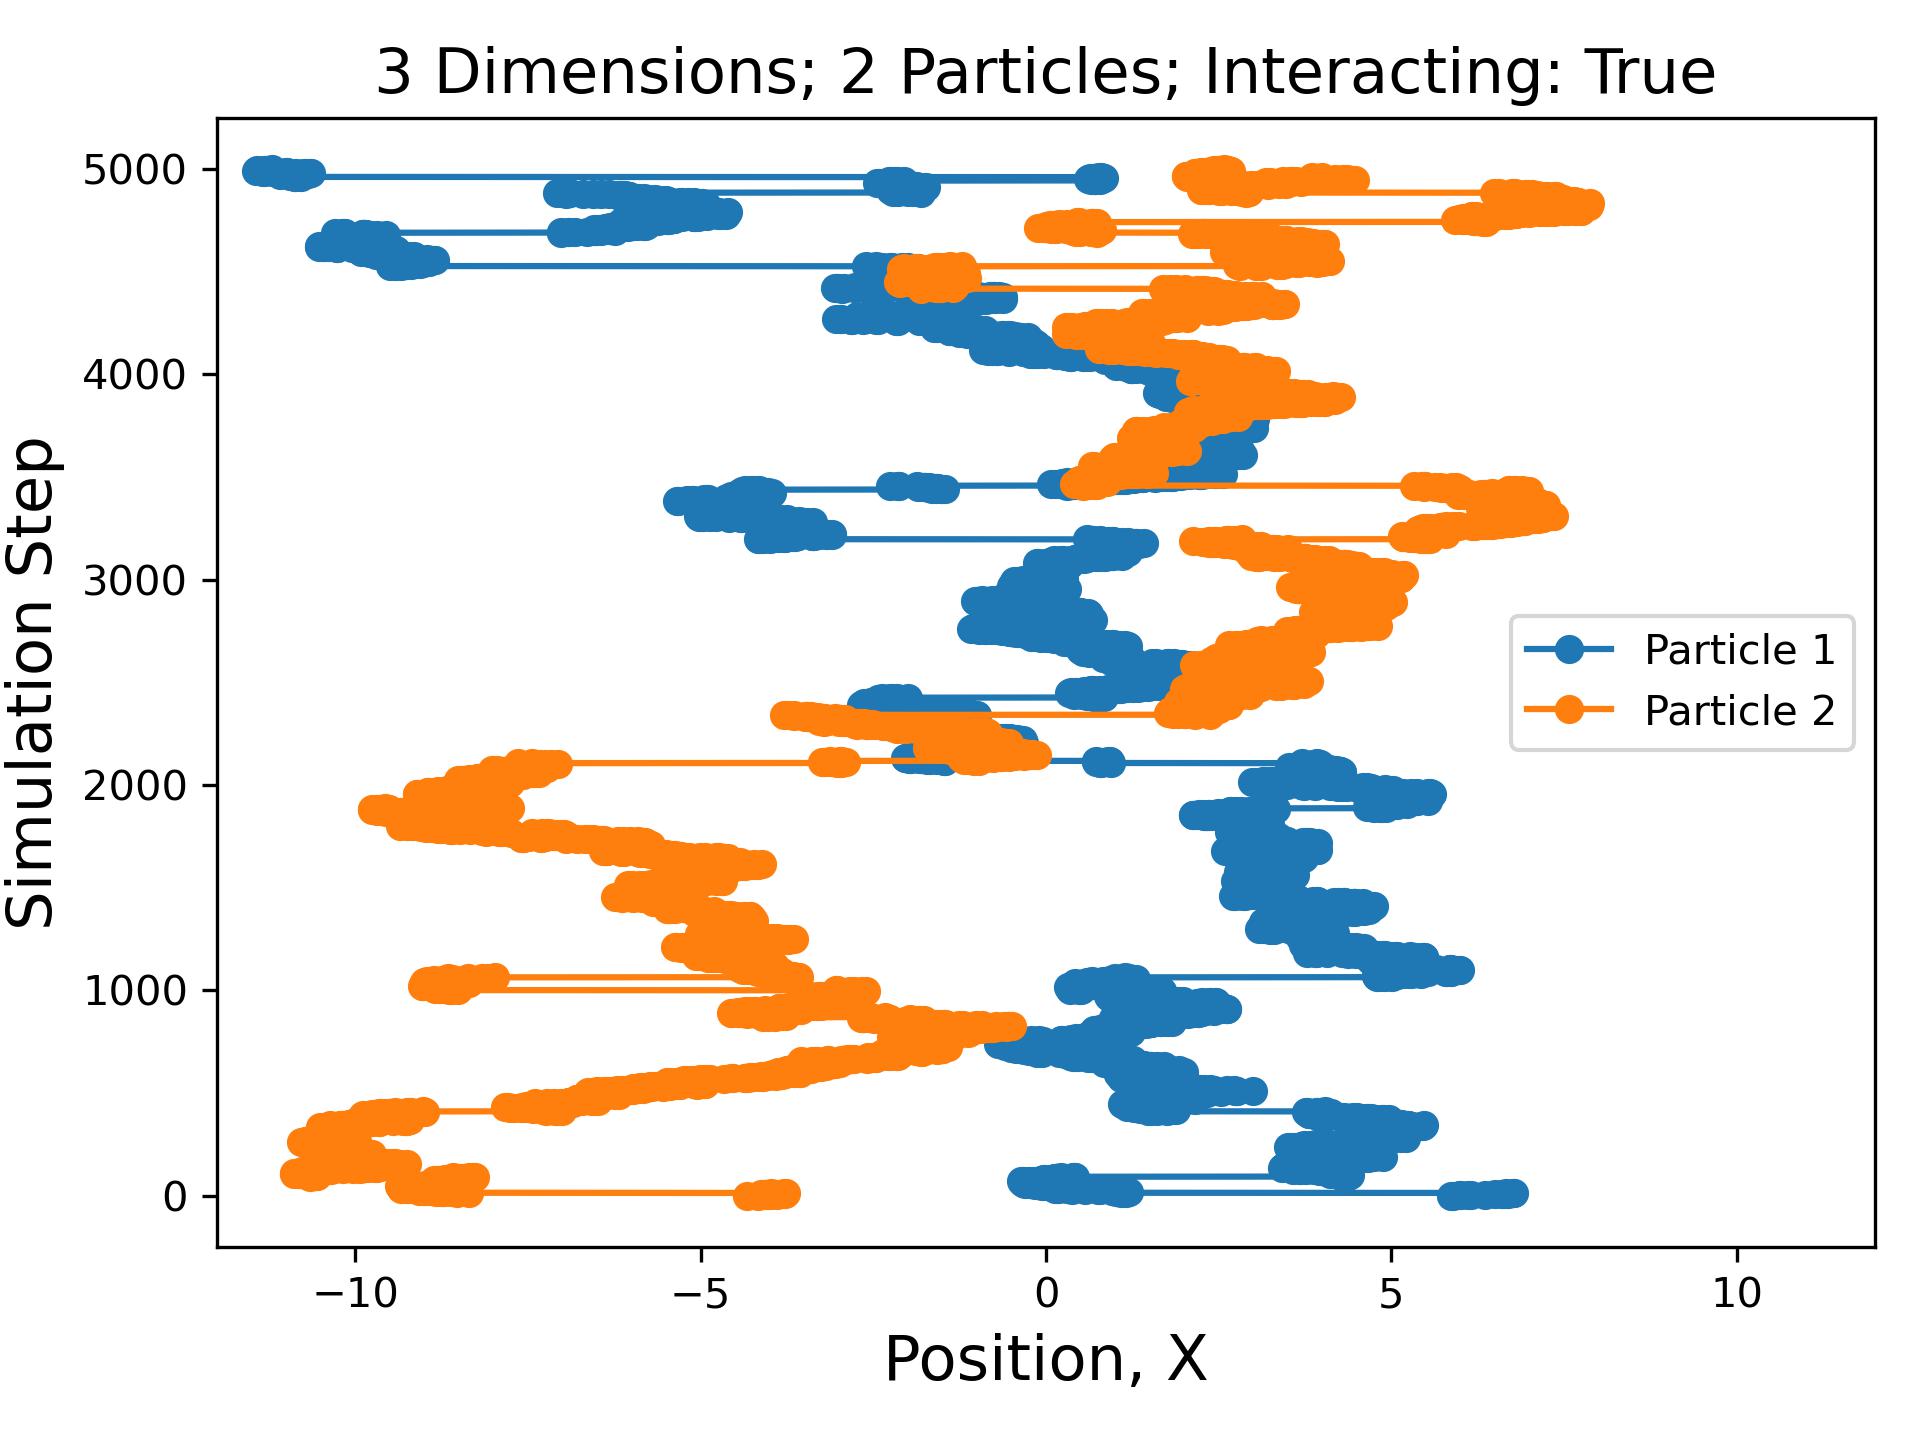 3 Dimensions; 2 Particles; Interacting: True
Simulation Step
5000
4000
3000
2000
1000
0
Particle 1
Particle 2
−10
−5
0
5
10
Position, X